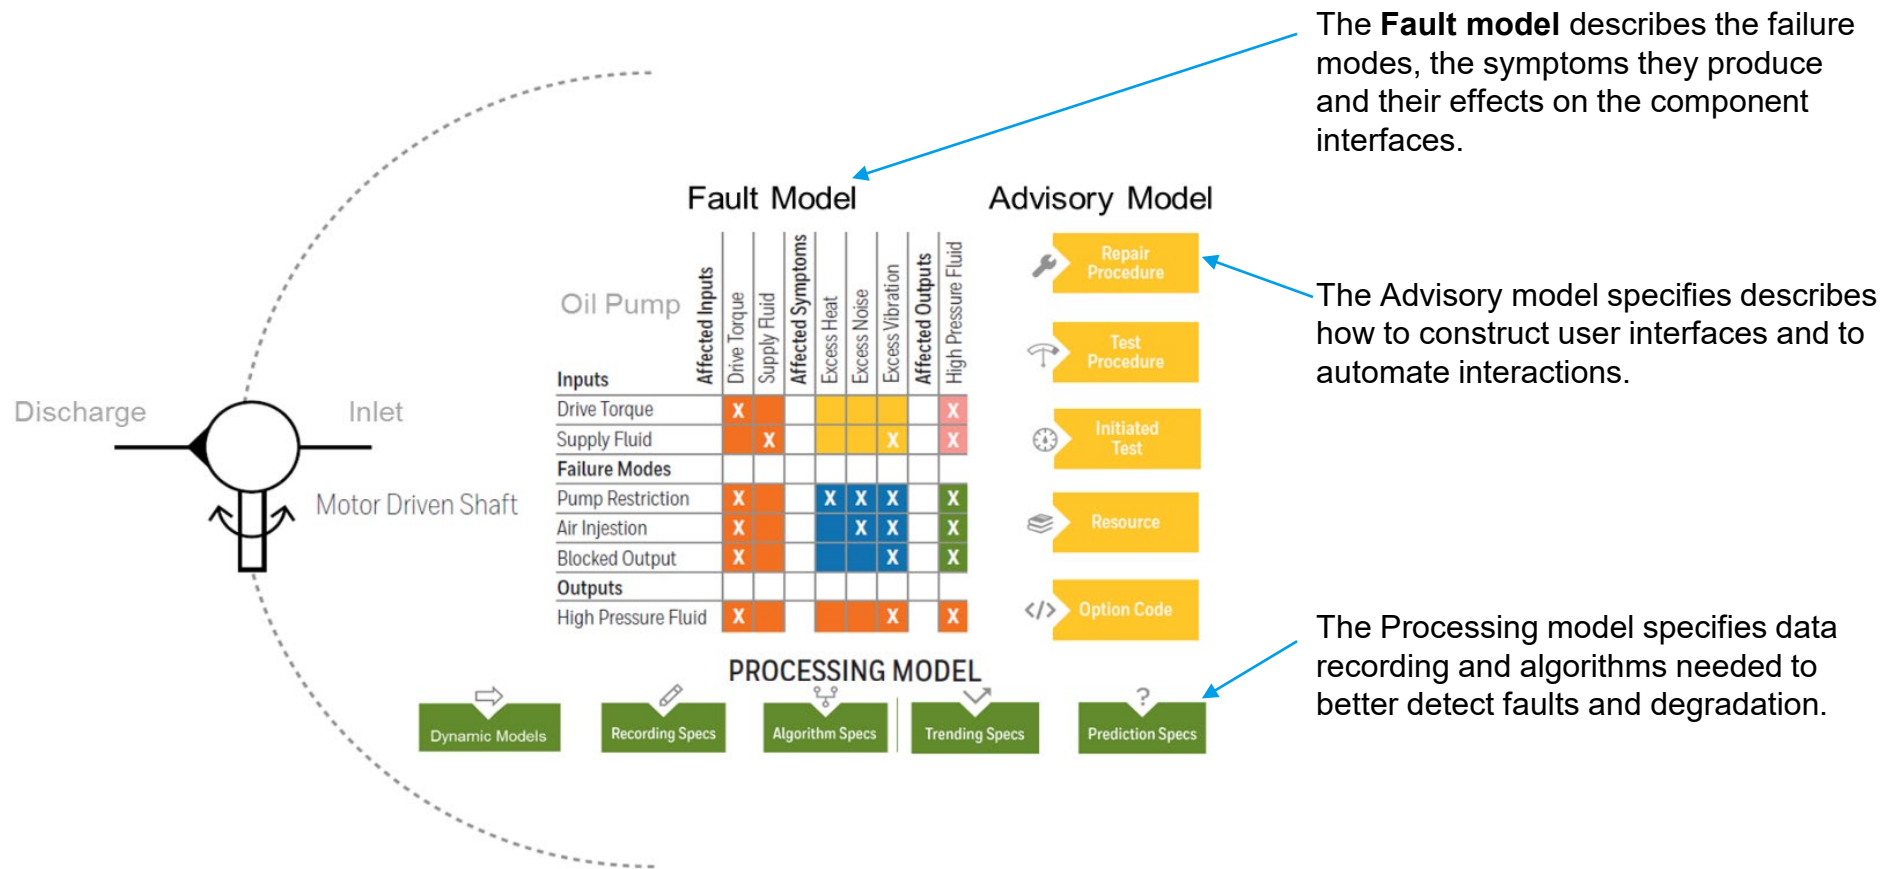 The Fault model describes the failure
modes, the symptoms they produce
and their effects on the component
interfaces.
Fault Model
Advisory Model
Oil Pump
Affected Inputs
Drive Torque
Supply Fluid
Affected Symptoms
Excess Heat
Excess Noise
Excess Vibration
Affected Outputs
High Pressure Fluid
Inputs
Drive Torque X X
Supply Fluid X X X
Failure Modes
Pump Restriction X X X X X
Air Injestion X X X X
Blocked Output X X X
Outputs
High Pressure Fluid X X X
Repair
Procedure
Test
Procedure
Initiated
Test
Resource
</> Option Code
The Advisory model specifies describes
how to construct user interfaces and to
automate interactions.
Discharge
Inlet
Motor Driven Shaft
PROCESSING MODEL
?
Dynamic Models
Recording Specs
Algorithm Specs
Trending Specs
Prediction Specs
The Processing model specifies data
recording and algorithms needed to
better detect faults and degradation.